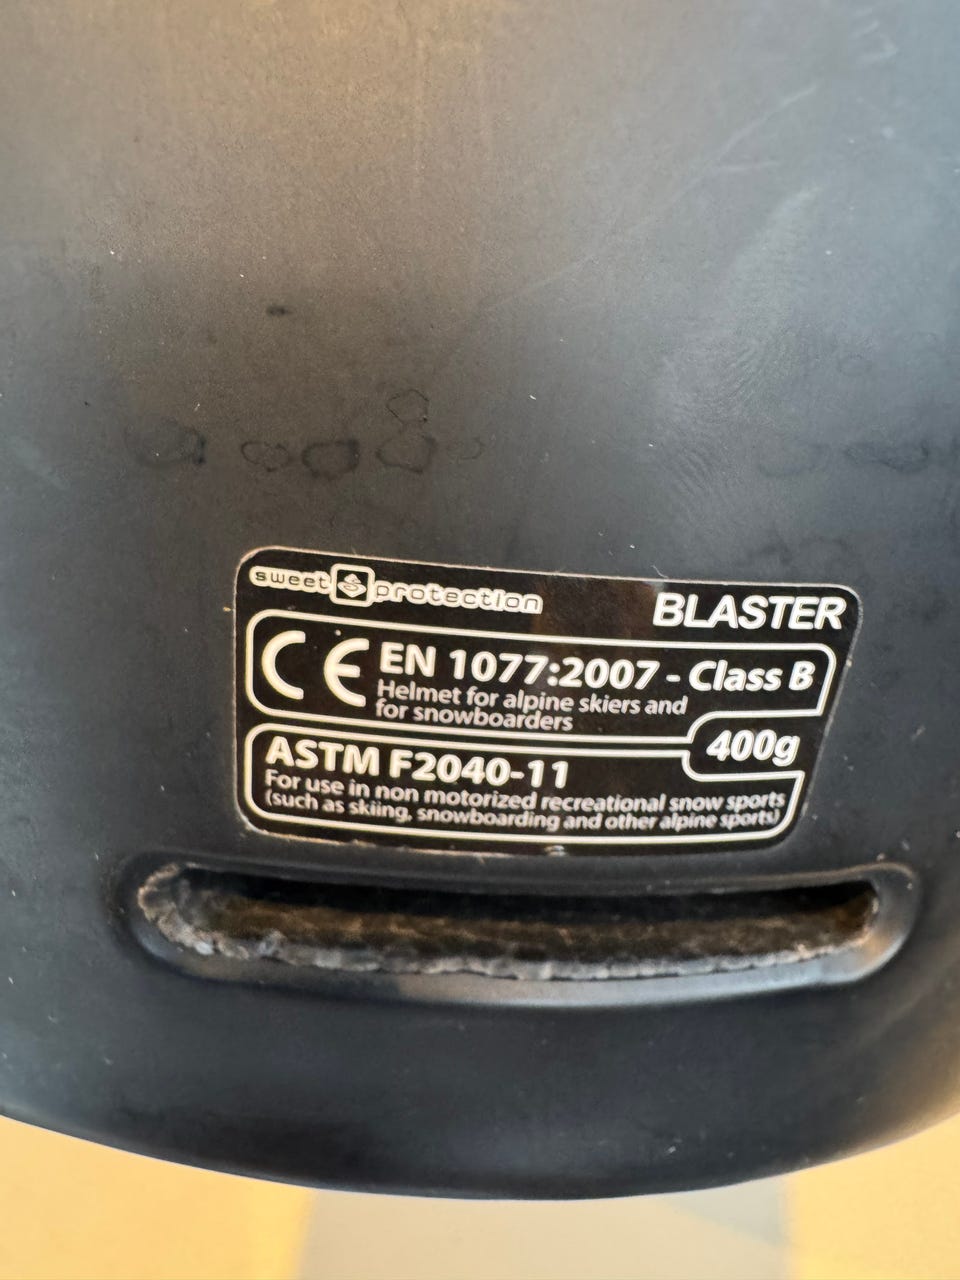 sweet protection BLASTER
CE EN 1077:2007 - Class B
Helmet for alpine skiers and
for snowboarders
400g
ASTM F2040-11
For use in non motorized recreational snow sports
(such as skiing, snowboarding and other alpine sports)